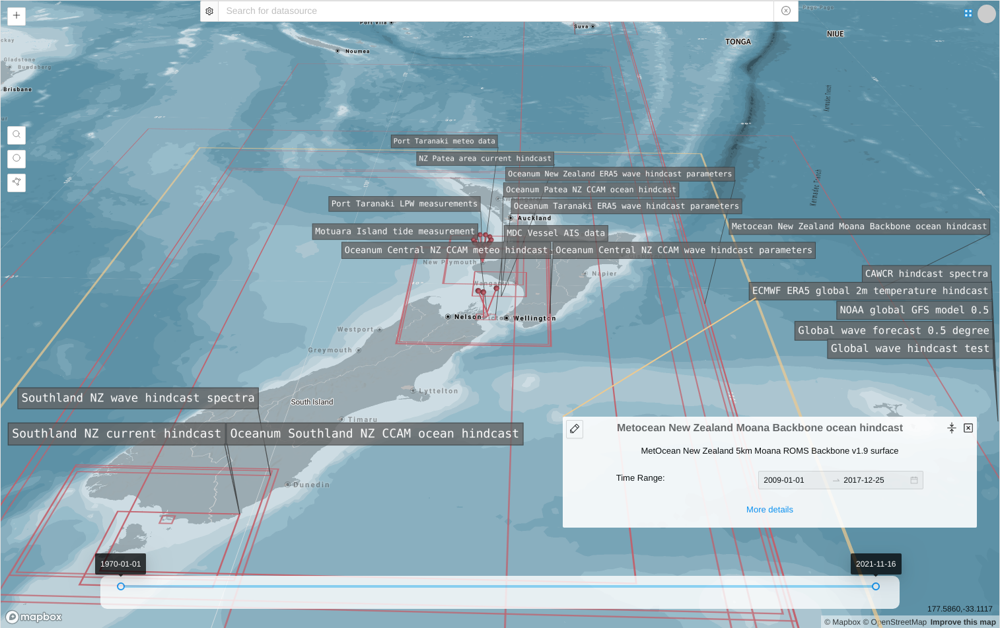 Search for datasource
Pago Pago
Port Vila
Suva
NIUE
TONGA
Noumea
ckay
Gladstone
Bundaberg
Brisbane
Kermadec Trench
Port Taranaki meteo data
NZ Patea area current hindcast
Oceanum New Zealand ERA5 wave hindcast parameters
Kermadec Trench
Oceanum Patea NZ CCAM ocean hindcast
Port Taranaki LPW measurements
Oceanum Taranaki ERA5 wave hindcast parameters
Auckland
Metocean New Zealand Moana Backbone ocean hindcast
Motuara Island tide measurement
MDC Vessel AIS data
Oceanum Central NZ CCAM meteo hindcast
Oceanum Central NZ CCAM wave hindcast parameters
New Plymouth
Napier
CAWCR hindcast spectra
Wanganui
ECMWF ERA5 global 2m temperature hindcast
NOAA global GFS model 0.5
Nelson
Wellington
Westport
Global wave forecast 0.5 degree
Greymouth
Global wave hindcast test
Lyttelton
Southland NZ wave hindcast spectra
South Island
Timaru
Southland NZ current hindcast
Oceanum Southland NZ CCAM ocean hindcast
Metocean New Zealand Moana Backbone ocean hindcast
MetOcean New Zealand 5km Moana ROMS Backbone v1.9 surface
Time Range:
2009-01-01
2017-12-25
Dunedin
More details
1970-01-01
2021-11-16
177.5860,-33.1117
mapbox
© Mapbox © OpenStreetMap Improve this map